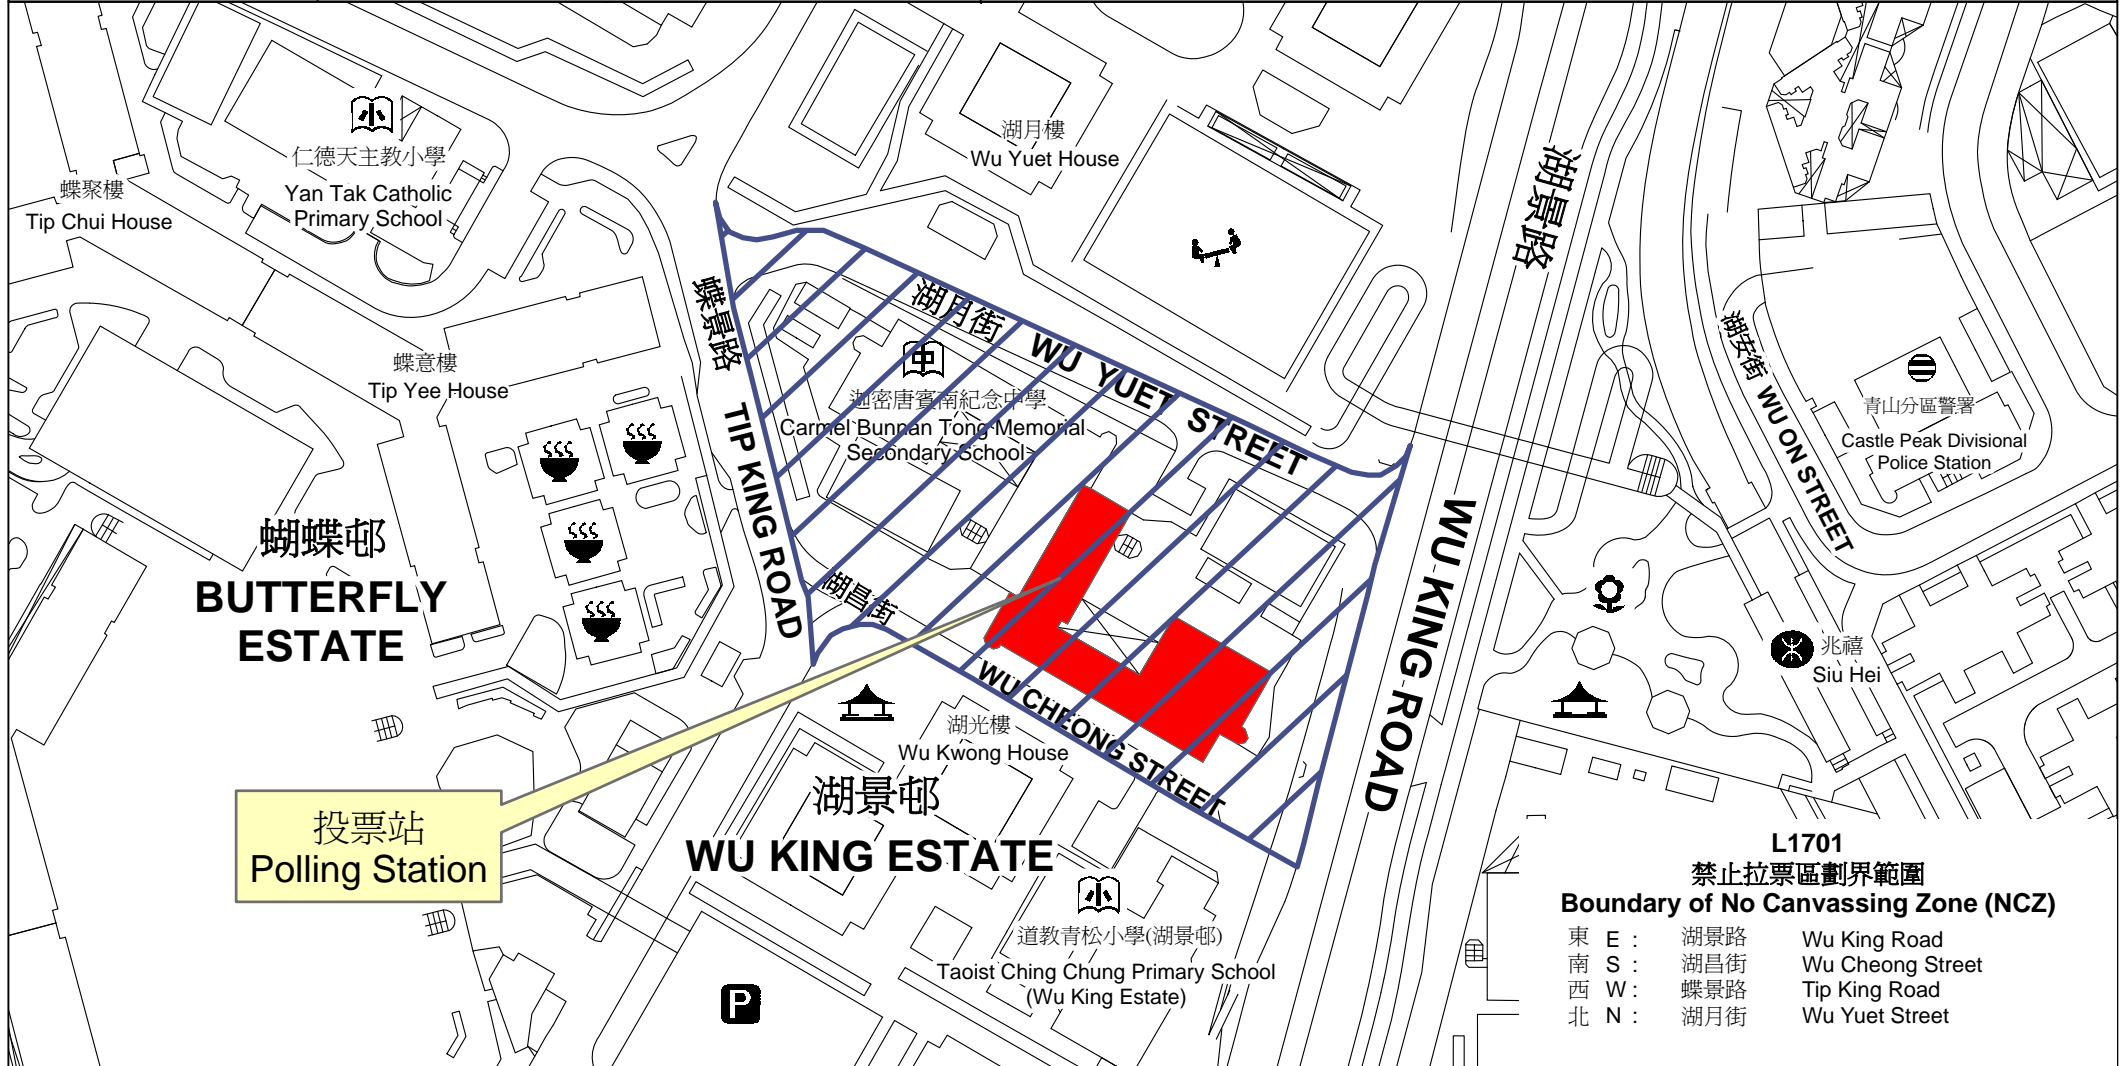 仁德天主教小學
Yan Tak Catholic
Primary School
蝶聚樓
Tip Chui House
湖月樓
Wu Yuet House
湖景路
蝶景路
TIP KING ROAD
湖月街
WU YUET STREET
蝶意樓
Tip Yee House
迦密唐賓南紀念中學
Carmel Bunnan Tong Memorial
Secondary School
湖安街 WU ON STREET
青山分區警署
Castle Peak Divisional
Police Station
蝴蝶邨
BUTTERFLY
ESTATE
湖昌街
WU CHEONG STREET
WU KING ROAD
兆禧
Siu Hei
湖光樓
Wu Kwong House
湖景邨
WU KING ESTATE
投票站
Polling Station
小
道教青松小學(湖景邨)
Taoist Ching Chung Primary School
(Wu King Estate)
P
小
中
L1701
禁止拉票區劃界範圍
Boundary of No Canvassing Zone (NCZ)
東 E : 湖景路 Wu King Road
南 S : 湖昌街 Wu Cheong Street
西 W : 蝶景路 Tip King Road
北 N : 湖月街 Wu Yuet Street